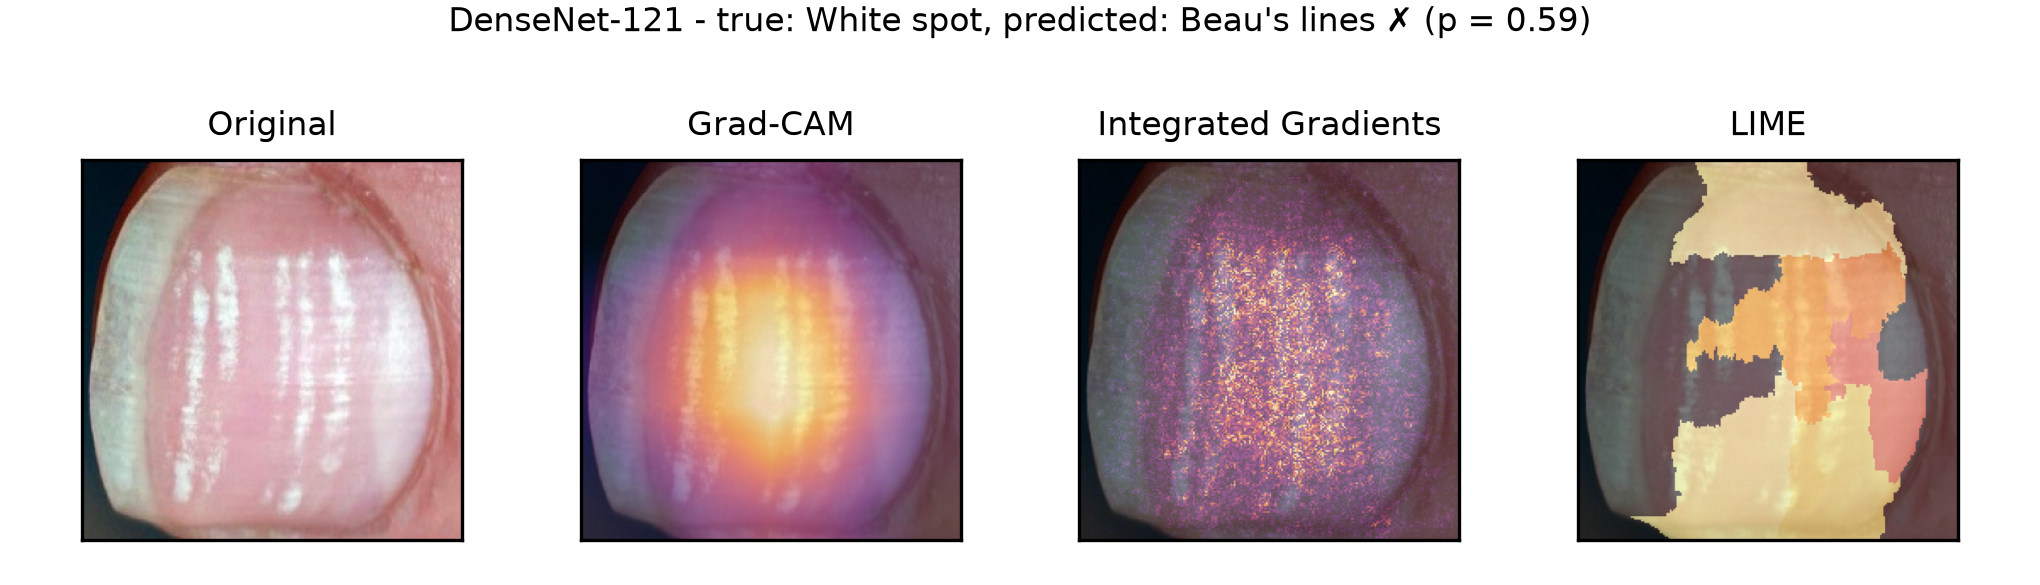 DenseNet-121 - true: White spot, predicted: Beau's lines ✗ (p = 0.59)
Original
Grad-CAM
Integrated Gradients
LIME